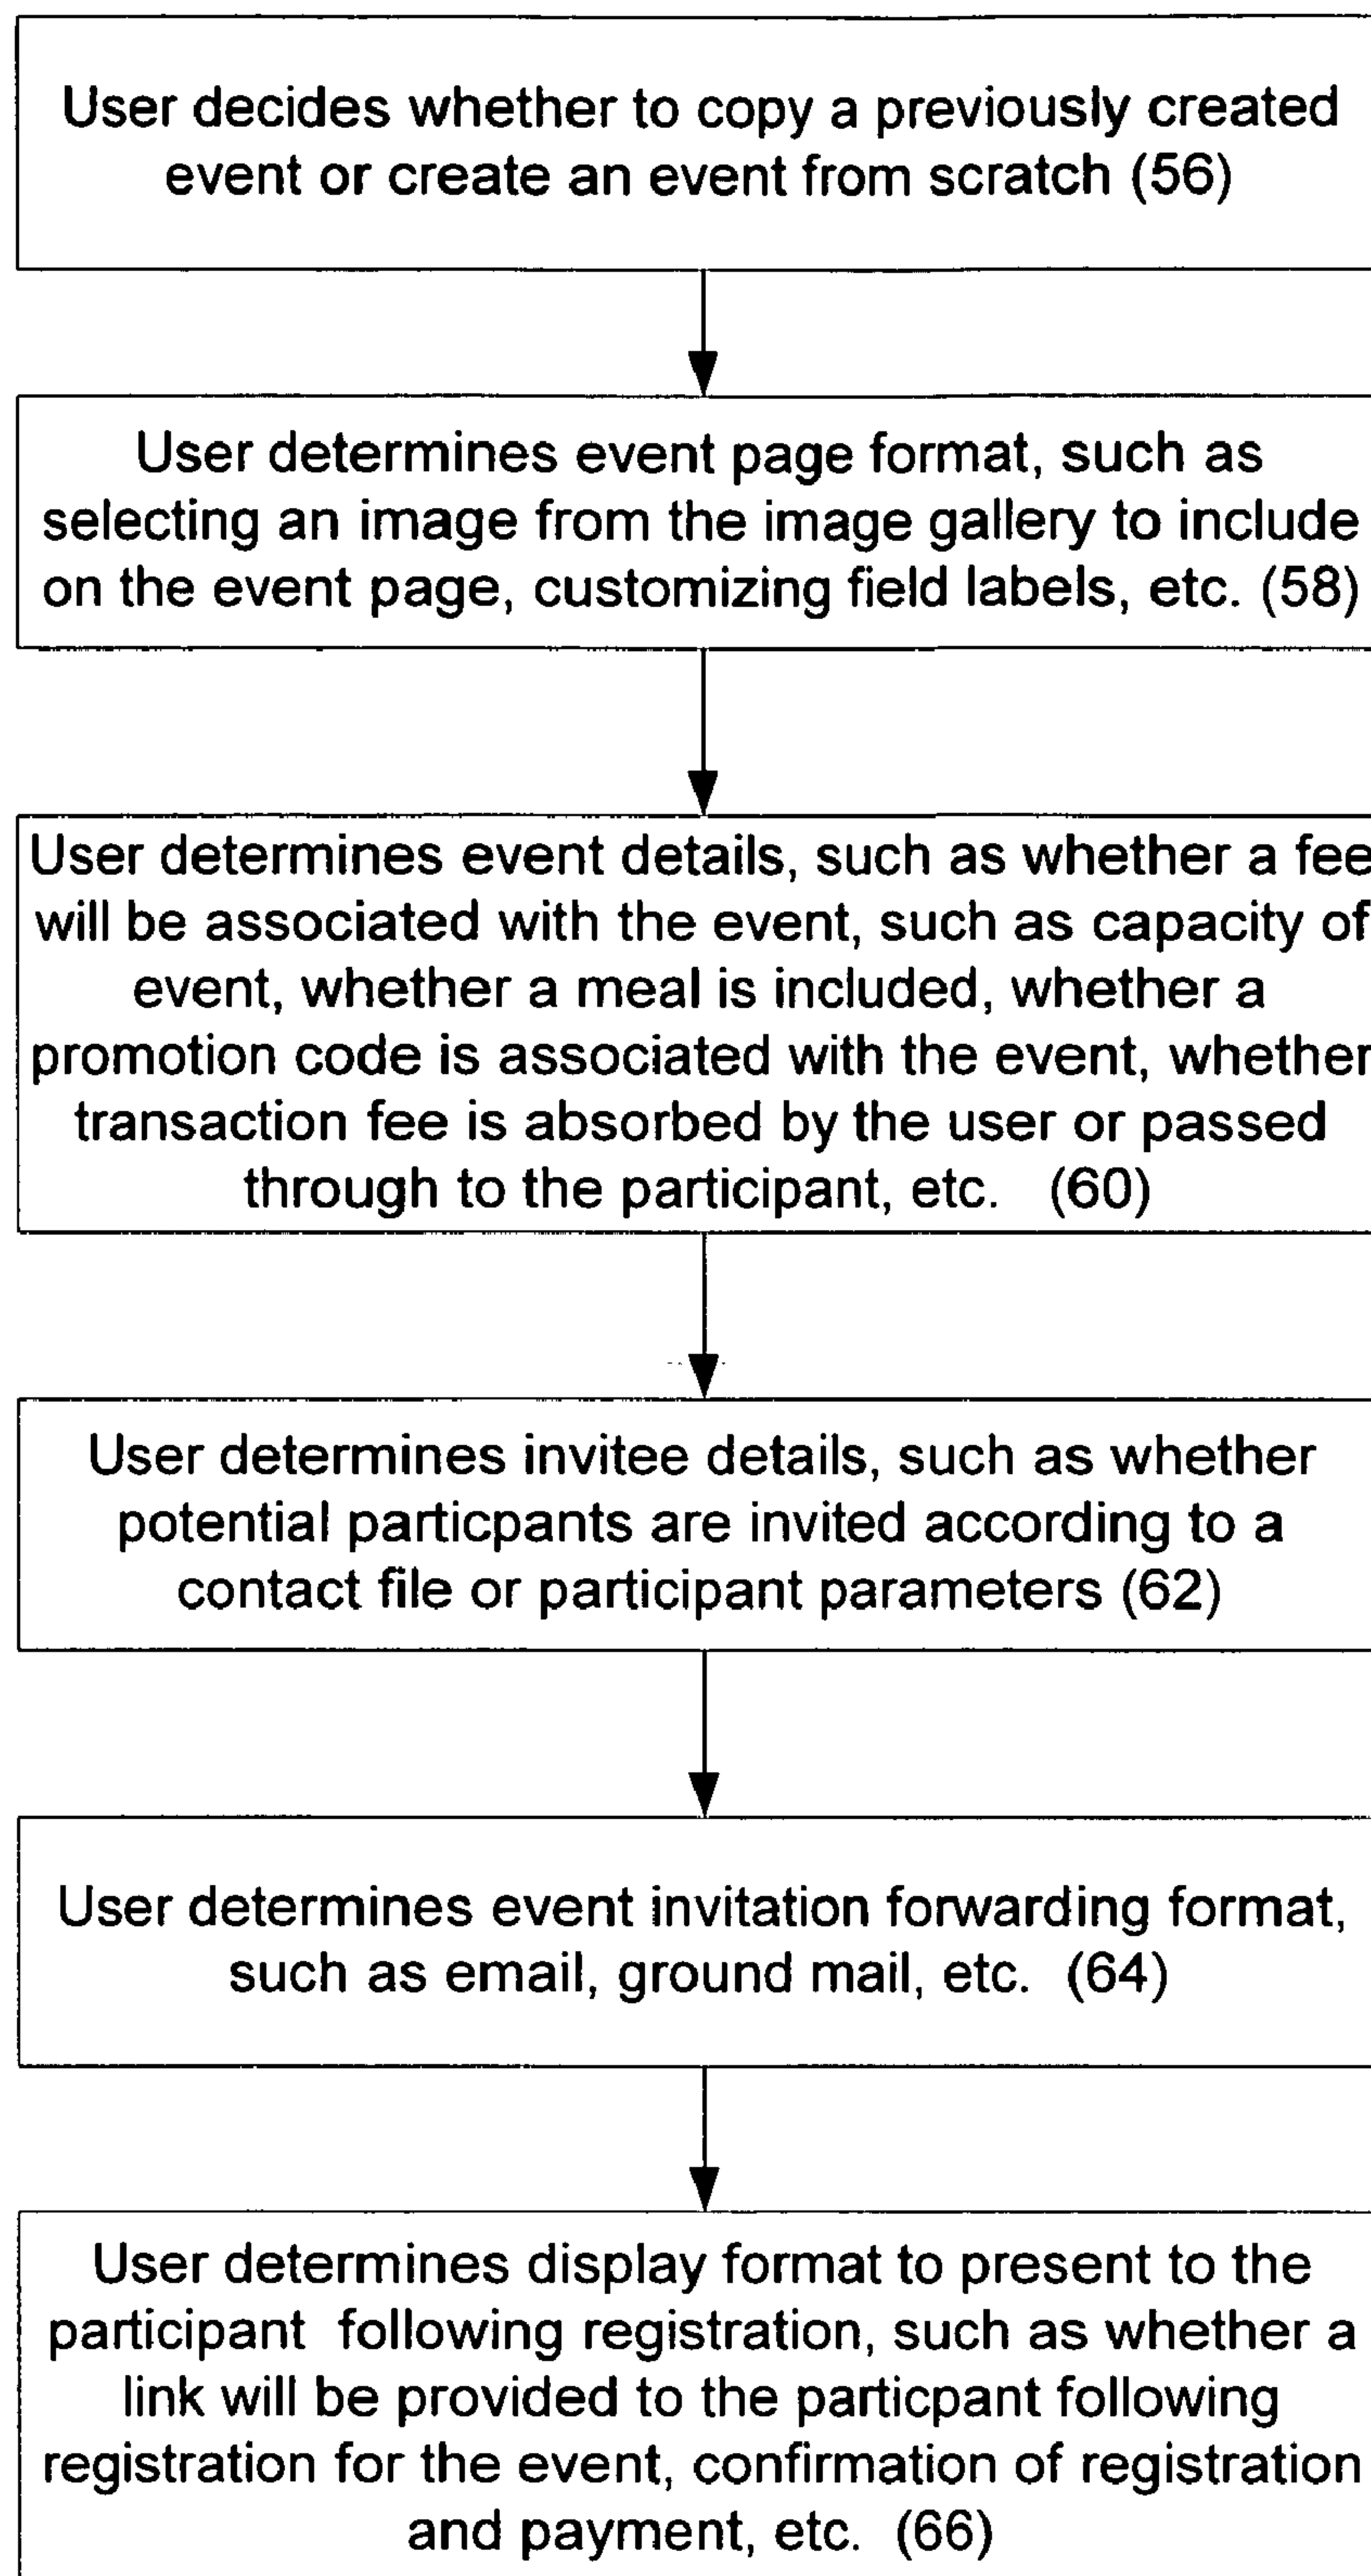 User decides whether to copy a previously created
event or create an event from scratch (56)
User determines event page format, such as
selecting an image from the image gallery to include
on the event page, customizing field labels, etc. (58)
User determines event details, such as whether a fee
will be associated with the event, such as capacity of
event, whether a meal is included, whether a
promotion code is associated with the event, whether
transaction fee is absorbed by the user or passed
through to the participant, etc. (60)
User determines invitee details, such as whether
potential particpants are invited according to a
contact file or participant parameters (62)
User determines event invitation forwarding format,
such as email, ground mail, etc. (64)
User determines display format to present to the
participant following registration, such as whether a
link will be provided to the particpant following
registration for the event, confirmation of registration
and payment, etc. (66)